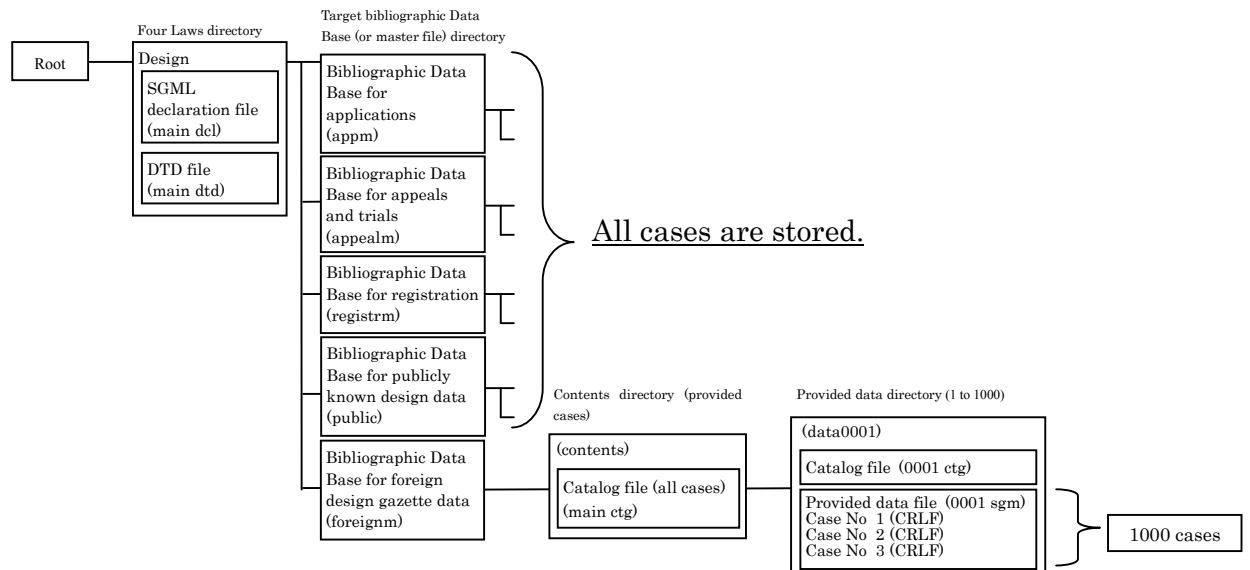 Root
Four Laws directory
Design
SGML
declaration file
(main dcl)
DTD file
(main dtd)
Target bibliographic Data
Base (or master file) directory
Bibliographic Data
Base for
applications
(appm)
Bibliographic Data
Base for appeals
and trials
(appealm)
Bibliographic Data
Base for registration
(registrm)
Bibliographic Data
Base for publicly
known design data
(public)
Bibliographic Data
Base for foreign
design gazette data
(foreignm)
All cases are stored.
Contents directory (provided
cases)
(contents)
Catalog file (all cases)
(main ctg)
Provided data directory (1 to 1000)
(data0001)
Catalog file (0001 ctg)
Provided data file (0001 sgm)
Case No 1 (CRLF)
Case No 2 (CRLF)
Case No 3 (CRLF)
1000 cases